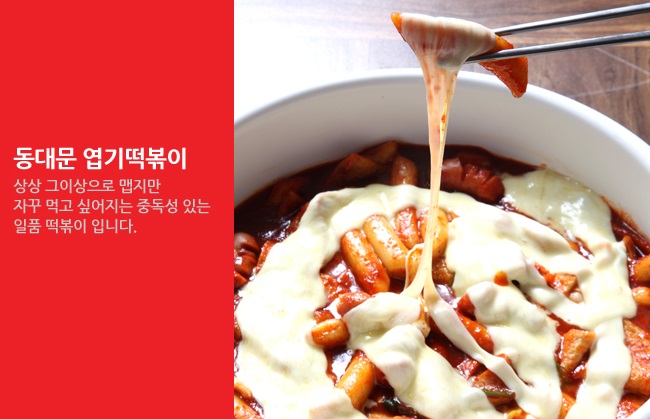 동대문 엽기떡볶이
상상 그이상으로 맵지만
자꾸 먹고 싶어지는 중독성 있는
일품 떡볶이 입니다.